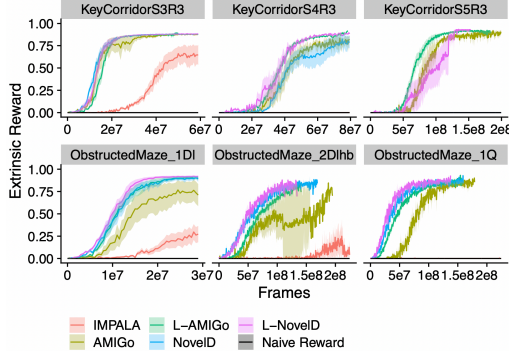 KeyCorridorS3R3 KeyCorridorS4R3 KeyCorridorS5R3
1.00
0.75
0.50
0.25
0.00
0 2e7 4e7 6e7 0 2e7 4e7 6e7 8e7 0 5e7 1e8 1.5e8 2e8
Extrinsic Reward
ObstructedMaze_1Dl ObstructedMaze_2Dlhb ObstructedMaze_1Q
1.00
0.75
0.50
0.25
0.00
0 1e7 2e7 3e7 0 5e7 1e8 1.5e8 2e8 0 5e7 1e8 1.5e8 2e8
Frames
IMPALA L-AMIGo L-NovelD
AMIGo NovelD Naive Reward